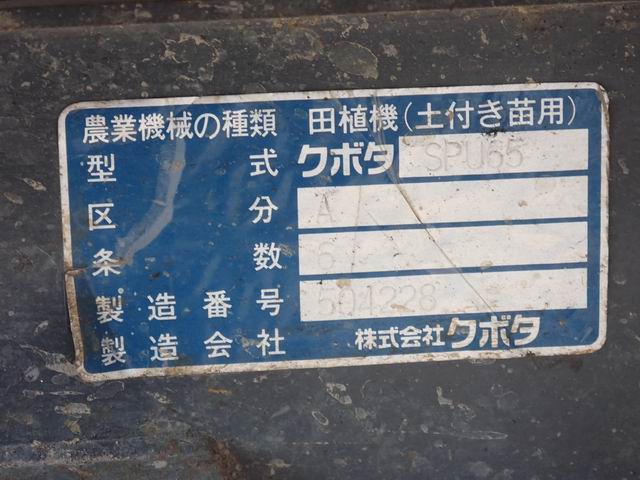 農業機械の種類 田植機(土付き苗用)
型式 クボタ SPU55
区分 A
条数 5
製造番号 504228
製造会社 株式会社クボタ